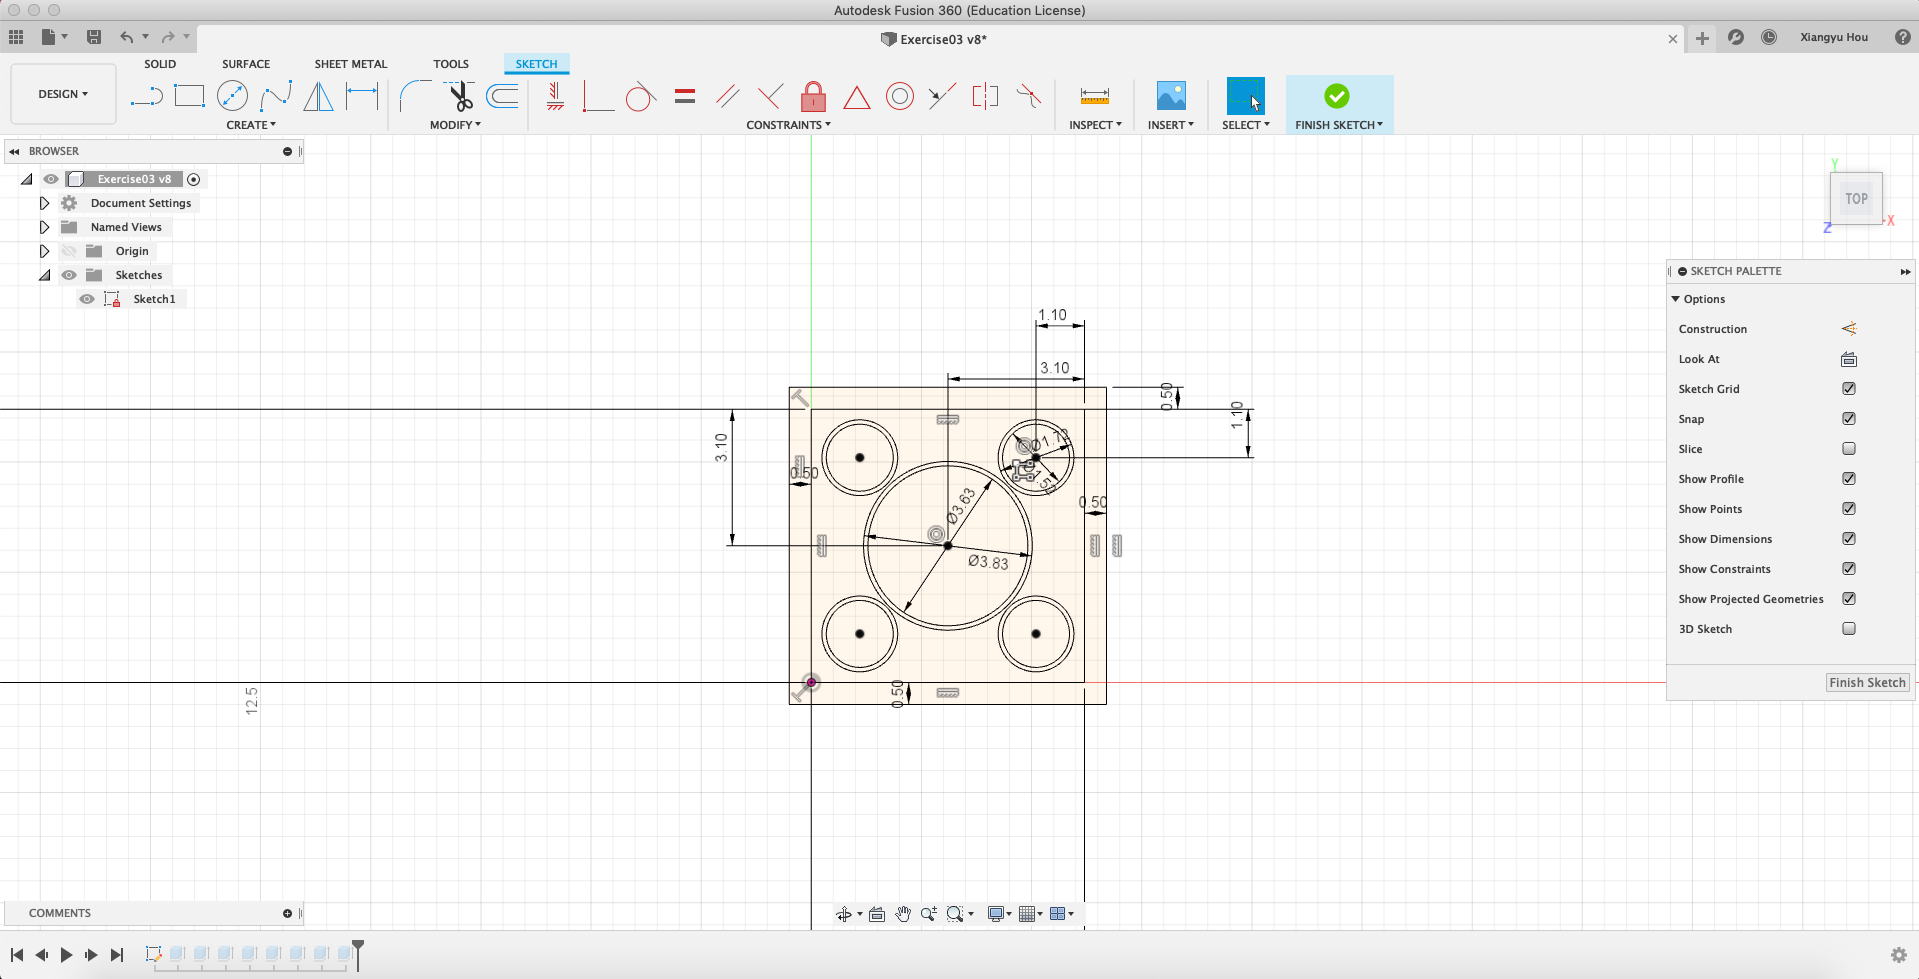 Autodesk Fusion 360 (Education License)
Exercise03 v8*
Xiangyu Hou
SOLID
SURFACE
SHEET METAL
TOOLS
SKETCH
DESIGN
CREATE
MODIFY
CONSTRAINTS
INSPECT
INSERT
SELECT
FINISH SKETCH
BROWSER
Exercise03 v8
Document Settings
Named Views
Origin
Sketches
Sketch1
Y
TOP
Z
X
SKETCH PALETTE
Options
Construction
Look At
Sketch Grid
Snap
Slice
Show Profile
Show Points
Show Dimensions
Show Constraints
Show Projected Geometries
3D Sketch
Finish Sketch
1.10
3.10
0.50
1.10
3.10
Ø1.72
0.50
0.50
Ø3.63
Ø3.83
0.50
12.5
COMMENTS